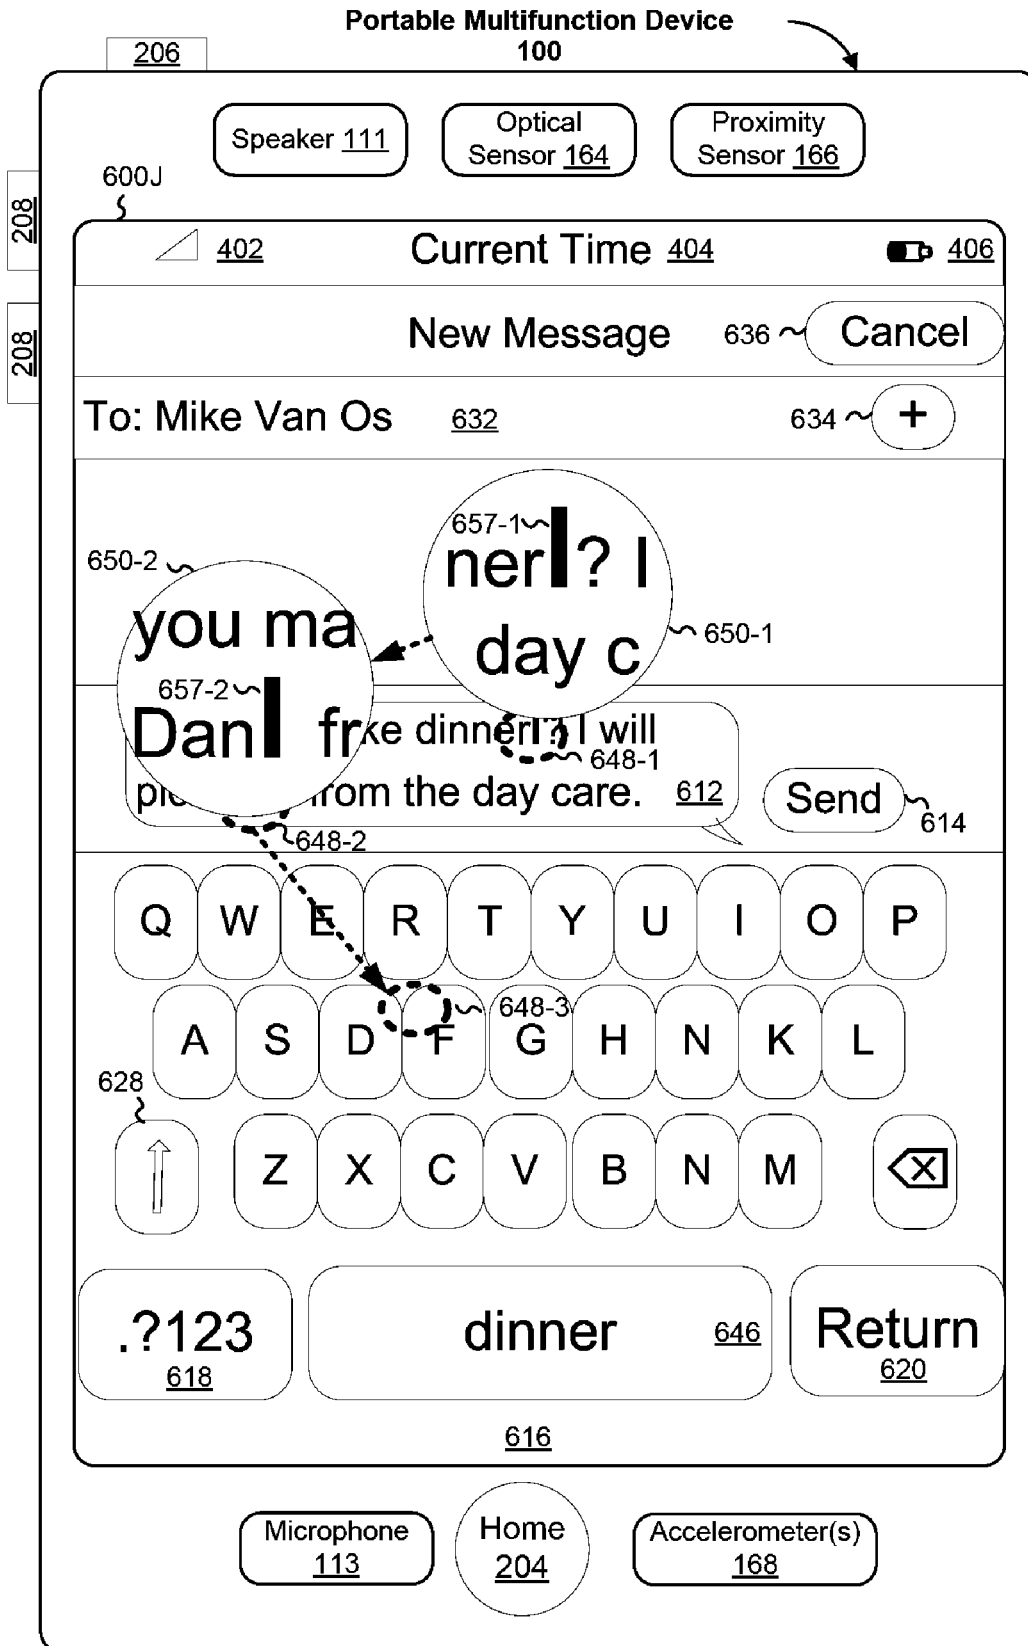 Portable Multifunction Device
100
206
Speaker 111
Optical Sensor 164
Proximity Sensor 166
600J
208
208
402
Current Time 404
406
New Message
636
Cancel
To: Mike Van Os
632
634
+
657-1
ner ? I
day c
650-1
650-2
you ma
657-2
Dan fr
ke dinner ? I will
648-1
from the day care.
612
Send
614
648-2
Q W E R T Y U I O P
648-3
A S D F G H N K L
628
Z X C V B N M
.?123
618
dinner
646
Return
620
616
Microphone
113
Home
204
Accelerometer(s)
168